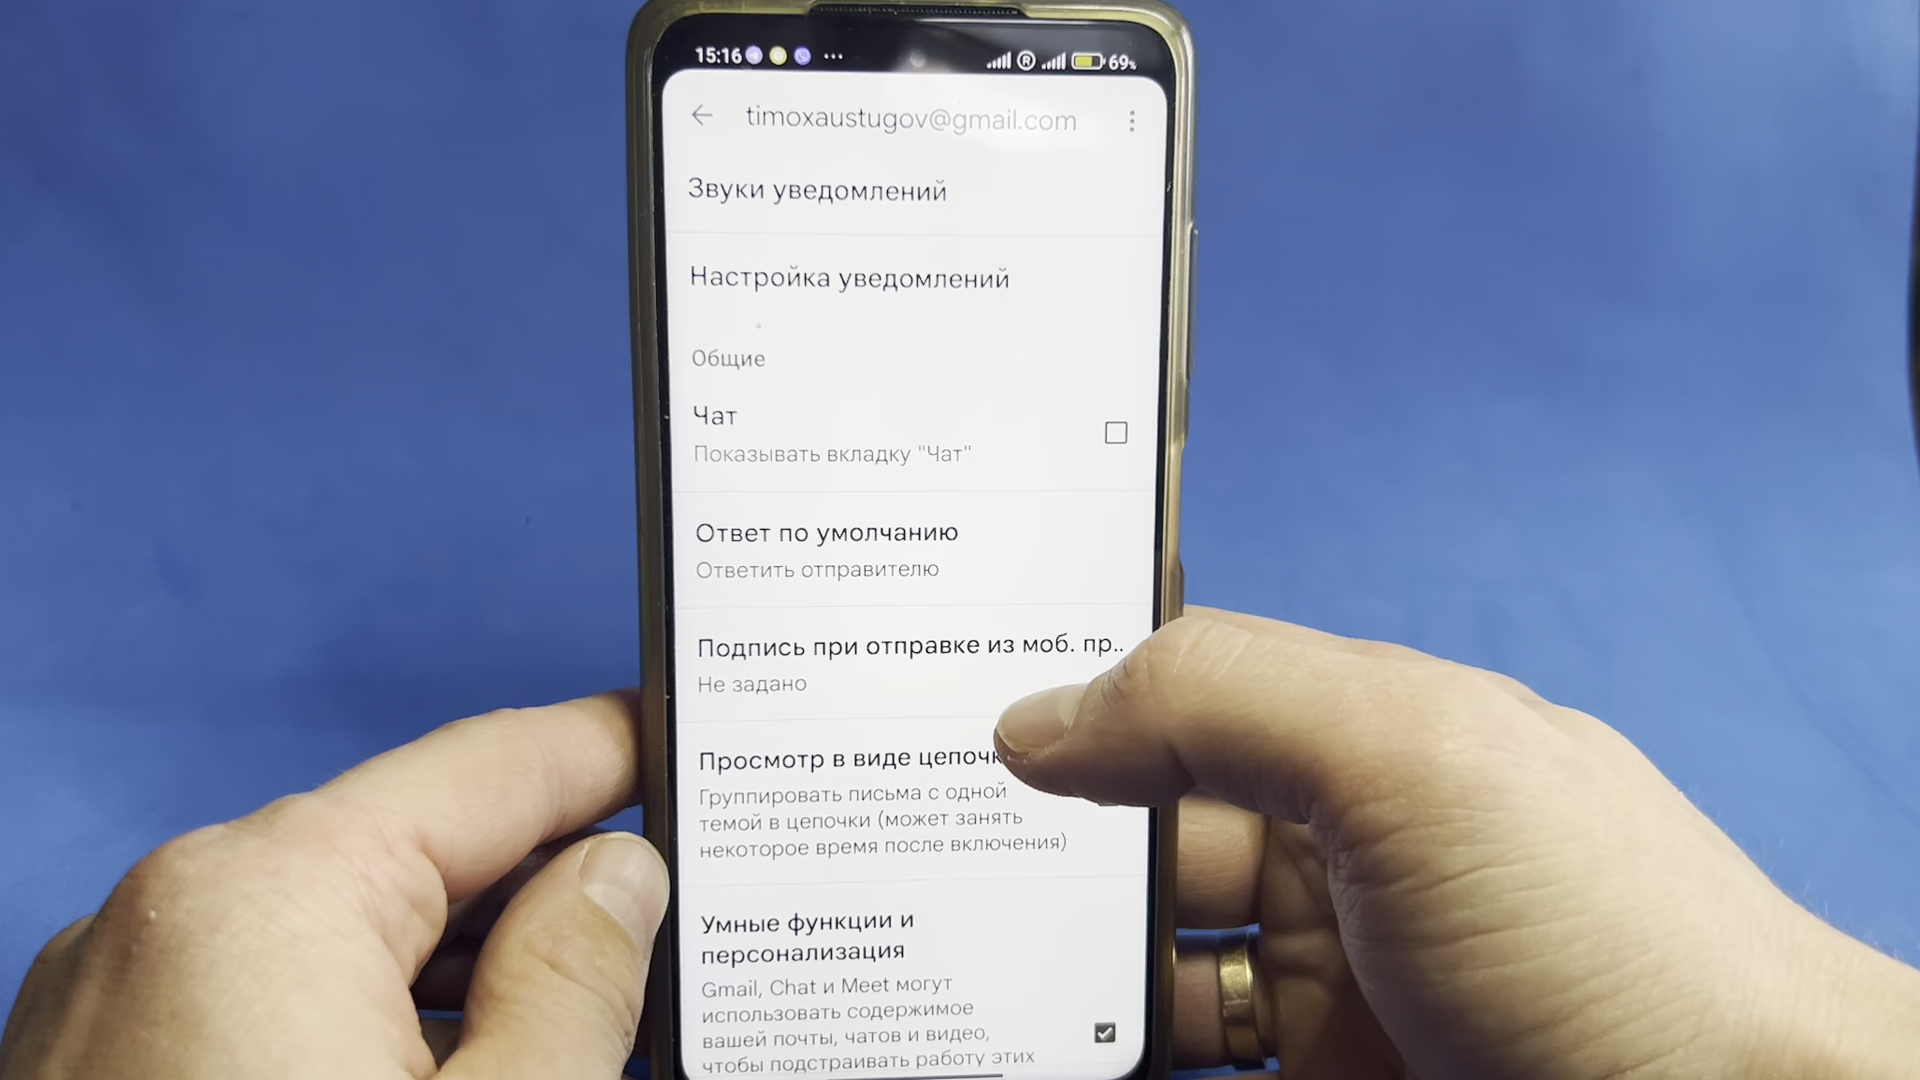 15:16 ... 69%
timoxaustugov@gmail.com
Звуки уведомлений
Настройка уведомлений
Общие
Чат
Показывать вкладку "Чат"
Ответ по умолчанию
Ответить отправителю
Подпись при отправке из моб. пр..
Не задано
Просмотр в виде цепочк
Группировать письма с одной
темой в цепочки (может занять
некоторое время после включения)
Умные функции и
персонализация
Gmail, Chat и Meet могут
использовать содержимое
вашей почты, чатов и видео,
чтобы подстраивать работу этих